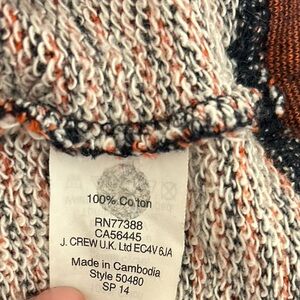 100% Cotton
RN77388
CA56445
J. CREW U.K. Ltd EC4V 6JA
Made in Cambodia
Style 50480
SP 14